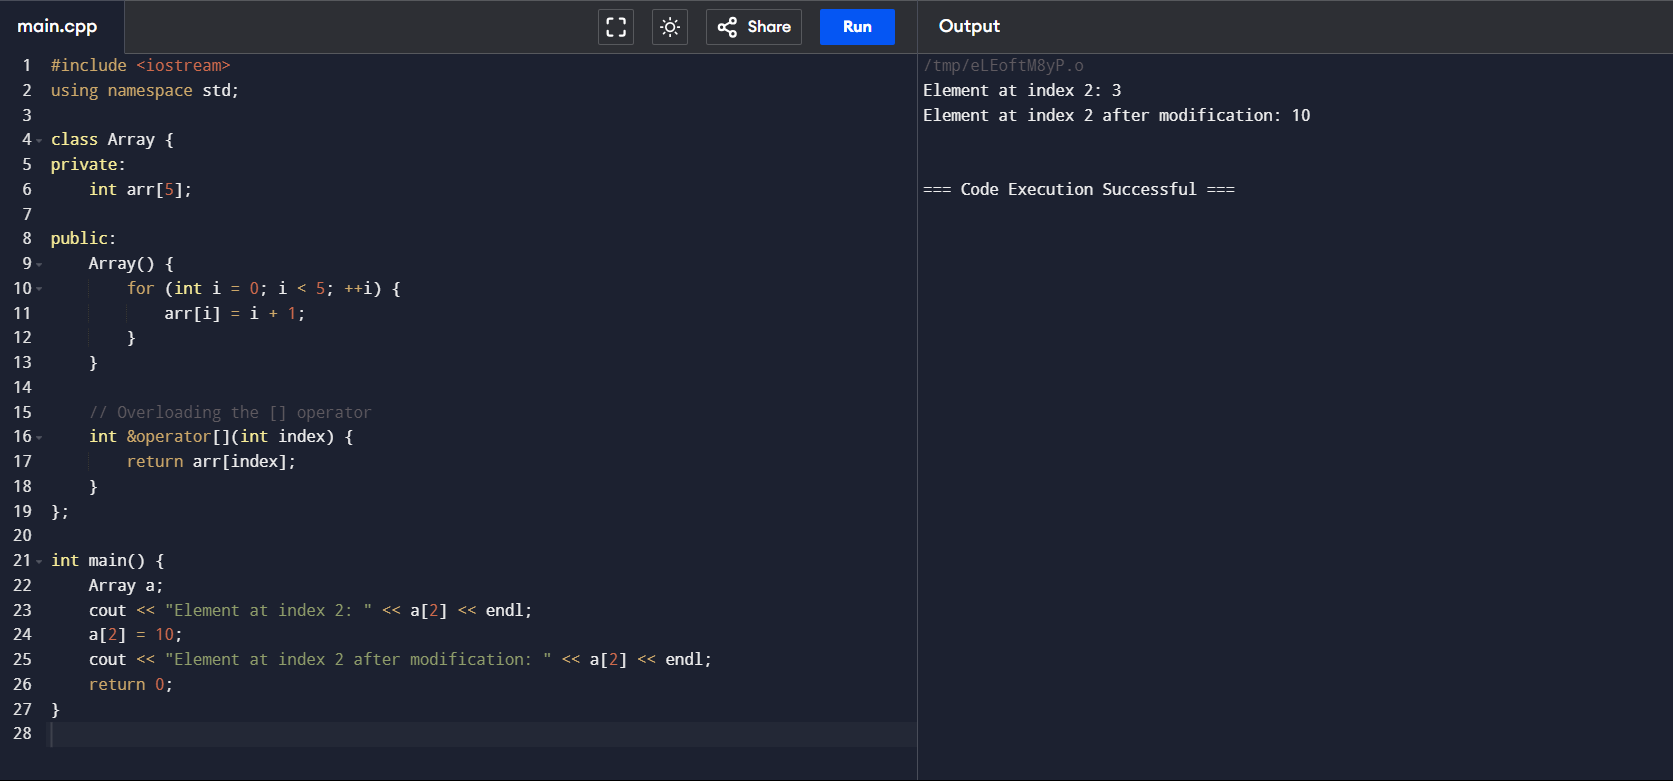 main.cpp
Share
Run
Output
1 #include <iostream>
2 using namespace std;
3
4 class Array {
5 private:
6     int arr[5];
7
8 public:
9     Array() {
10         for (int i = 0; i < 5; ++i) {
11             arr[i] = i + 1;
12         }
13     }
14
15     // Overloading the [] operator
16     int &operator[](int index) {
17         return arr[index];
18     }
19 };
20
21 int main() {
22     Array a;
23     cout << "Element at index 2: " << a[2] << endl;
24     a[2] = 10;
25     cout << "Element at index 2 after modification: " << a[2] << endl;
26     return 0;
27 }
28
/tmp/eLEoftM8yP.o
Element at index 2: 3
Element at index 2 after modification: 10
=== Code Execution Successful ===